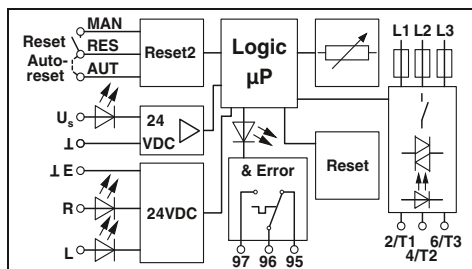 MAN
Reset
RES
Auto-
reset
AUT
Reset2
Logic
µP
L1 L2 L3
Us
24
VDC
⊥
⊥ E
R
L
24VDC
& Error
Reset
97 96 95
2/T1 6/T3
4/T2